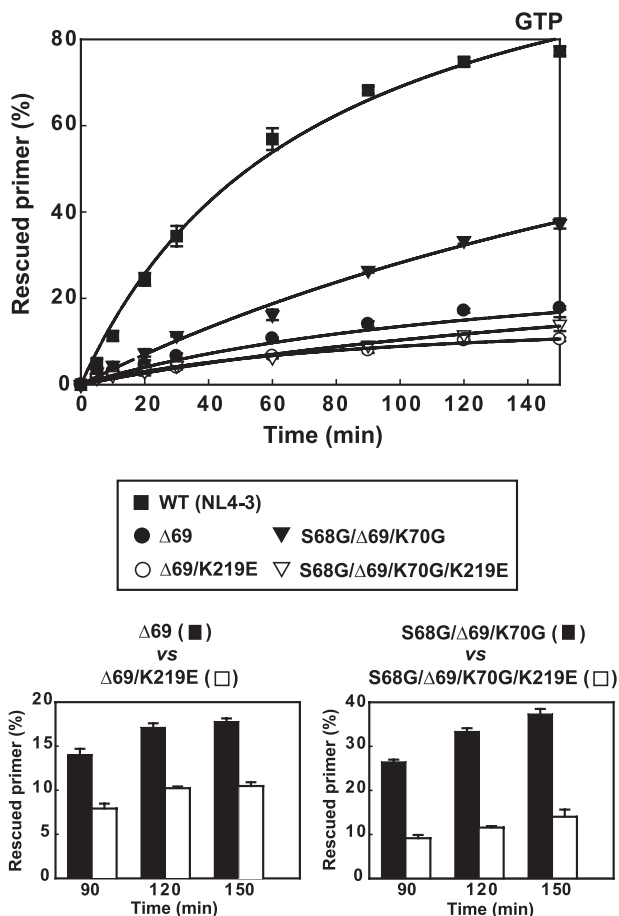 GTP
80
60
40
20
0
Rescued primer (%)
0 20 40 60 80 100 120 140
Time (min)
■ WT (NL4-3)
● Δ69 ▼ S68G/Δ69/K70G
○ Δ69/K219E ▽ S68G/Δ69/K70G/K219E
Δ69 ( ■ )
vs
Δ69/K219E ( □ )
20
15
10
5
0
Rescued primer (%)
90 120 150
Time (min)
S68G/Δ69/K70G ( ■ )
vs
S68G/Δ69/K70G/K219E ( □ )
40
30
20
10
0
Rescued primer (%)
90 120 150
Time (min)